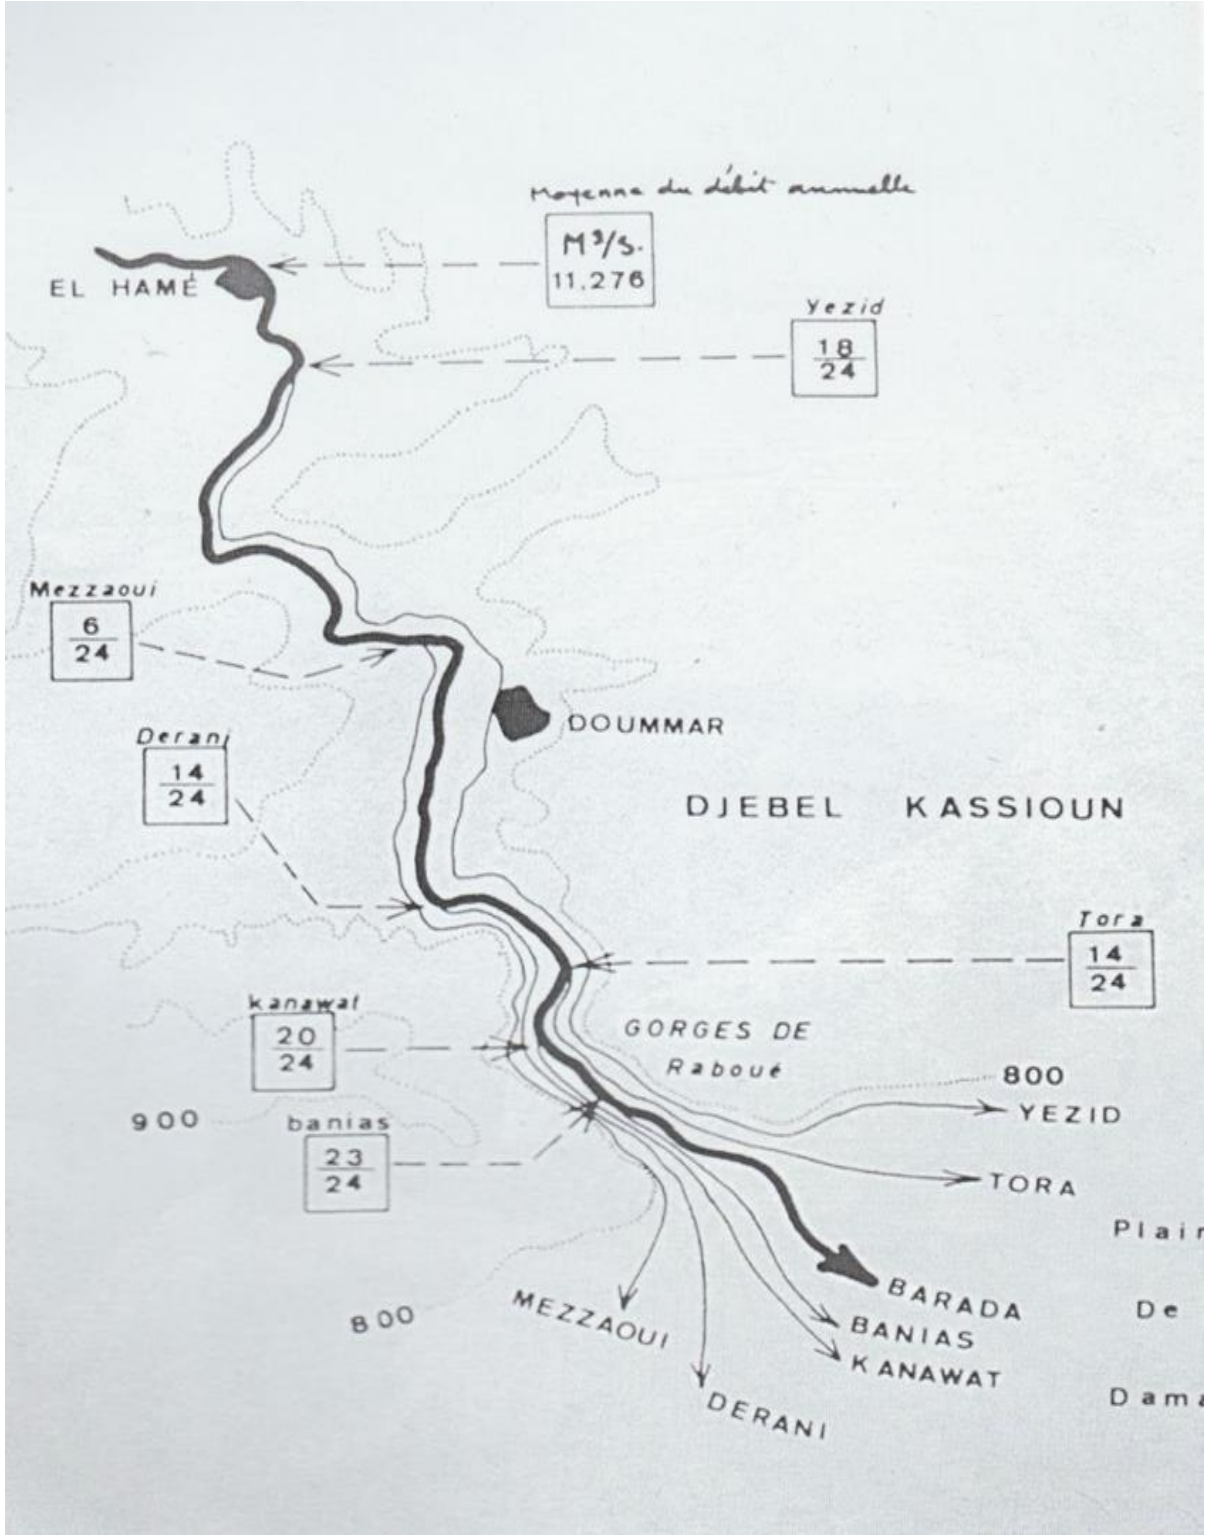 Moyenne du débit annuelle
M³/s.
11.276
EL HAMÉ
Yezid
18
24
Mezzaoui
6
24
DOUMMAR
Derani
14
24
DJEBEL KASSIOUN
Tora
14
24
kanawat
20
24
GORGES DE
Raboué
800
YEZID
900
banias
23
24
TORA
Plain
BARADA
De
MEZZAOUI
800
BANIAS
KANAWAT
Dama
DERANI